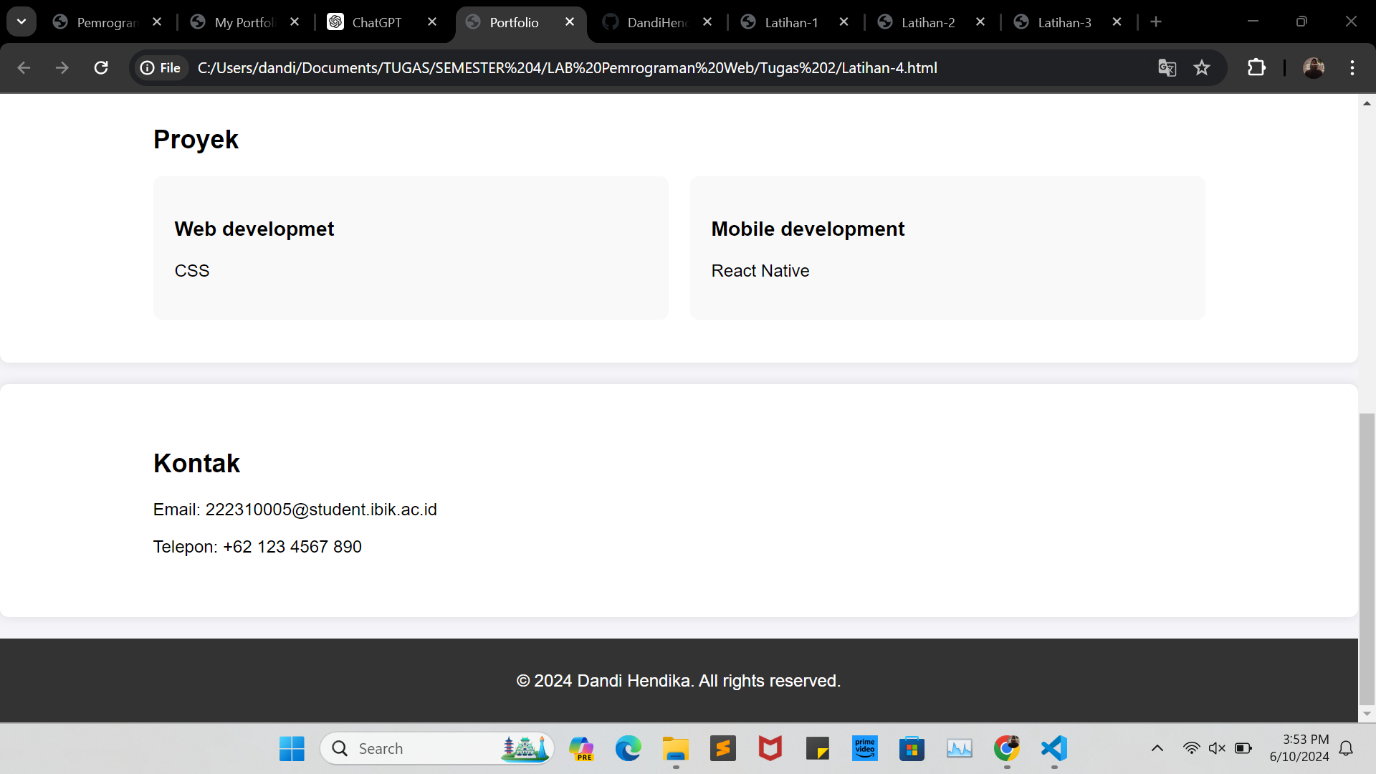 Pemrogran
My Portfoli
ChatGPT
Portfolio
DandiHen
Latihan-1
Latihan-2
Latihan-3
File
C:/Users/dandi/Documents/TUGAS/SEMESTER%204/LAB%20Pemrograman%20Web/Tugas%202/Latihan-4.html
Proyek
Web developmet
Mobile development
CSS
React Native
Kontak
Email: 222310005@student.ibik.ac.id
Telepon: +62 123 4567 890
© 2024 Dandi Hendika. All rights reserved.
Search
PRE
prime video
3:53 PM
6/10/2024